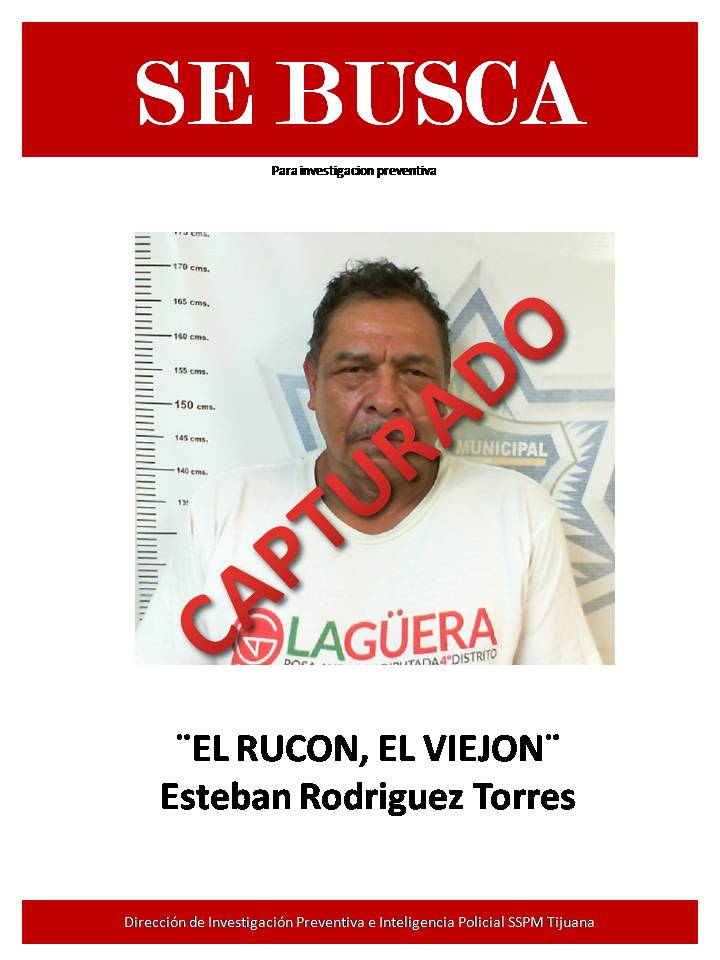 SE BUSCA
Para investigacion preventiva
170 cms.
165 cms.
160 cms.
155 cms.
150 cms.
145 cms.
140 cms.
MUNICIPAL
CAPTURADO
LAGÜERA
DIPUTADA 4° DISTRITO
¨EL RUCON, EL VIEJON¨
Esteban Rodriguez Torres
Dirección de Investigación Preventiva e Inteligencia Policial SSPM Tijuana